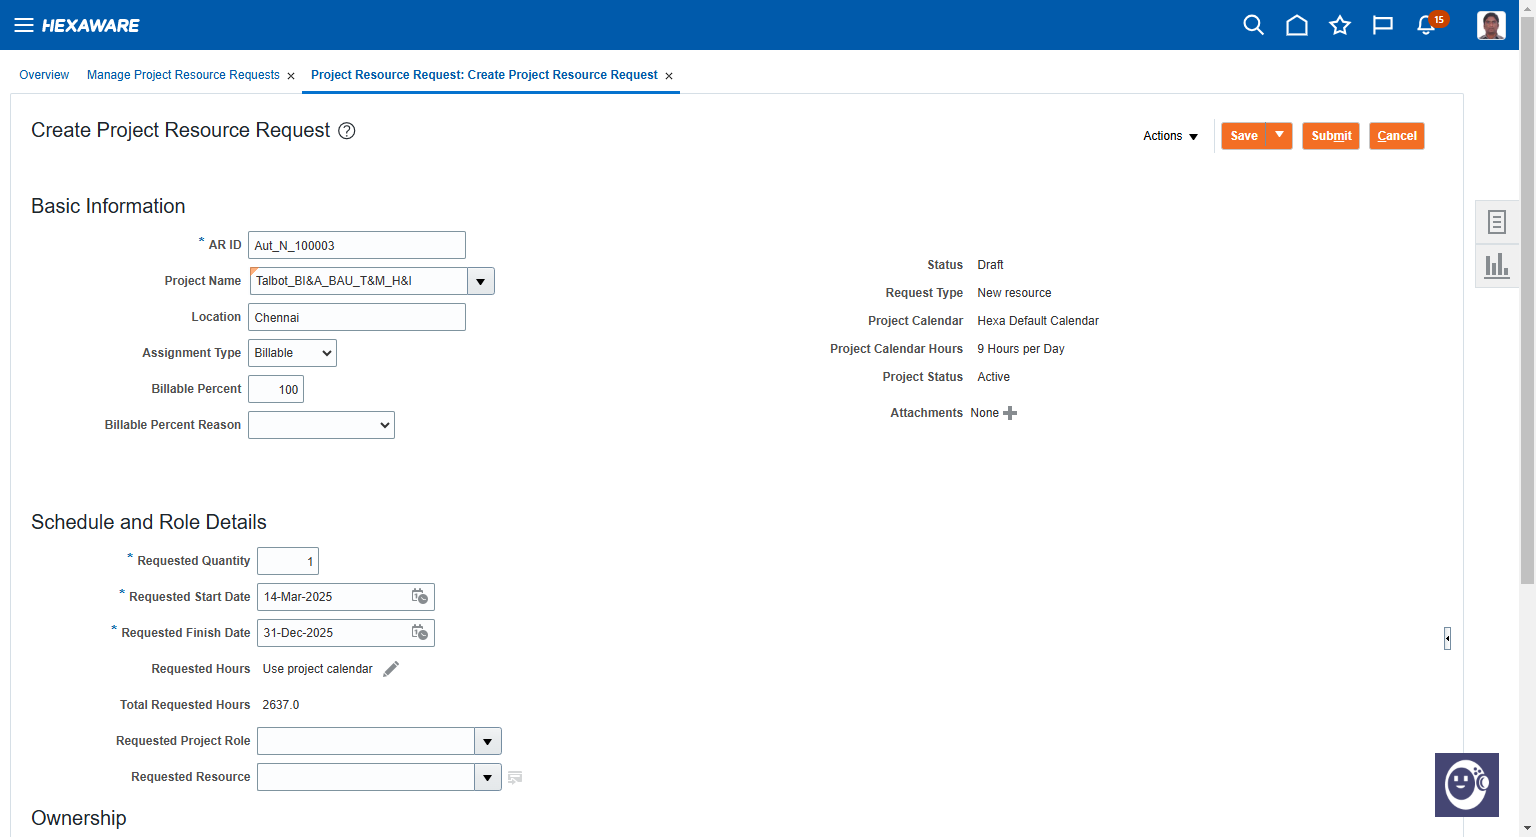 HEXAWARE
15
Overview Manage Project Resource Requests × Project Resource Request: Create Project Resource Request ×
Create Project Resource Request ?
Actions Save Submit Cancel
Basic Information
* AR ID Aut_N_100003
Project Name Talbot_BI&A_BAU_T&M_H&I
Location Chennai
Assignment Type Billable
Billable Percent 100
Billable Percent Reason
Status Draft
Request Type New resource
Project Calendar Hexa Default Calendar
Project Calendar Hours 9 Hours per Day
Project Status Active
Attachments None
Schedule and Role Details
* Requested Quantity 1
* Requested Start Date 14-Mar-2025
* Requested Finish Date 31-Dec-2025
Requested Hours Use project calendar
Total Requested Hours 2637.0
Requested Project Role
Requested Resource
Ownership